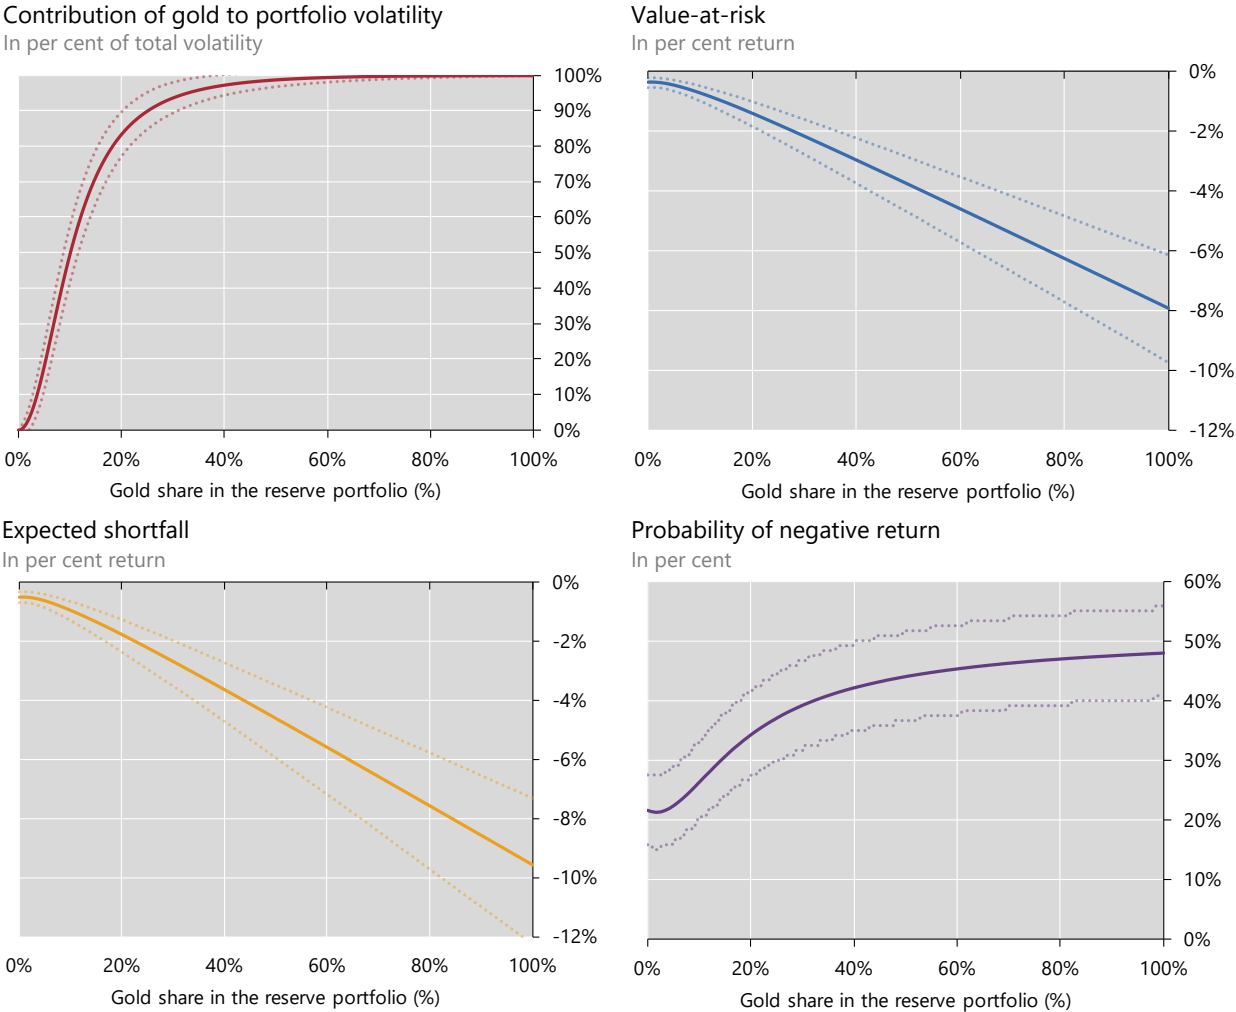 Contribution of gold to portfolio volatility
In per cent of total volatility
100%
90%
80%
70%
60%
50%
40%
30%
20%
10%
0%
0% 20% 40% 60% 80% 100%
Gold share in the reserve portfolio (%)
Value-at-risk
In per cent return
0%
-2%
-4%
-6%
-8%
-10%
-12%
0% 20% 40% 60% 80% 100%
Gold share in the reserve portfolio (%)
Expected shortfall
In per cent return
0%
-2%
-4%
-6%
-8%
-10%
-12%
0% 20% 40% 60% 80% 100%
Gold share in the reserve portfolio (%)
Probability of negative return
In per cent
60%
50%
40%
30%
20%
10%
0%
0% 20% 40% 60% 80% 100%
Gold share in the reserve portfolio (%)